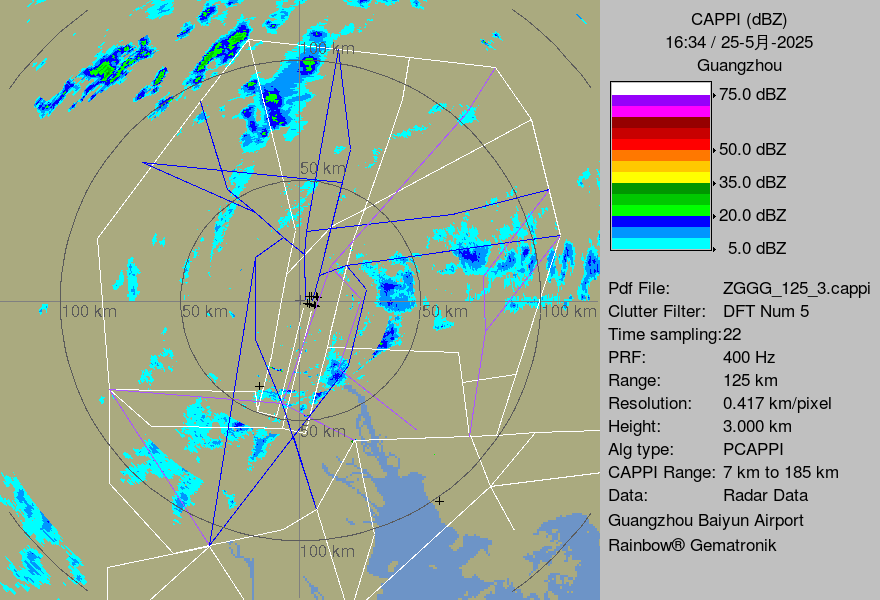 100 km
50 km
100 km
50 km
50 km
100 km
50 km
100 km
CAPPI (dBZ)
16:34 / 25-5月-2025
Guangzhou
75.0 dBZ
50.0 dBZ
35.0 dBZ
20.0 dBZ
5.0 dBZ
Pdf File: ZGGG_125_3.cappi
Clutter Filter: DFT Num 5
Time sampling:22
PRF: 400 Hz
Range: 125 km
Resolution: 0.417 km/pixel
Height: 3.000 km
Alg type: PCAPPI
CAPPI Range: 7 km to 185 km
Data: Radar Data
Guangzhou Baiyun Airport
Rainbow® Gematronik